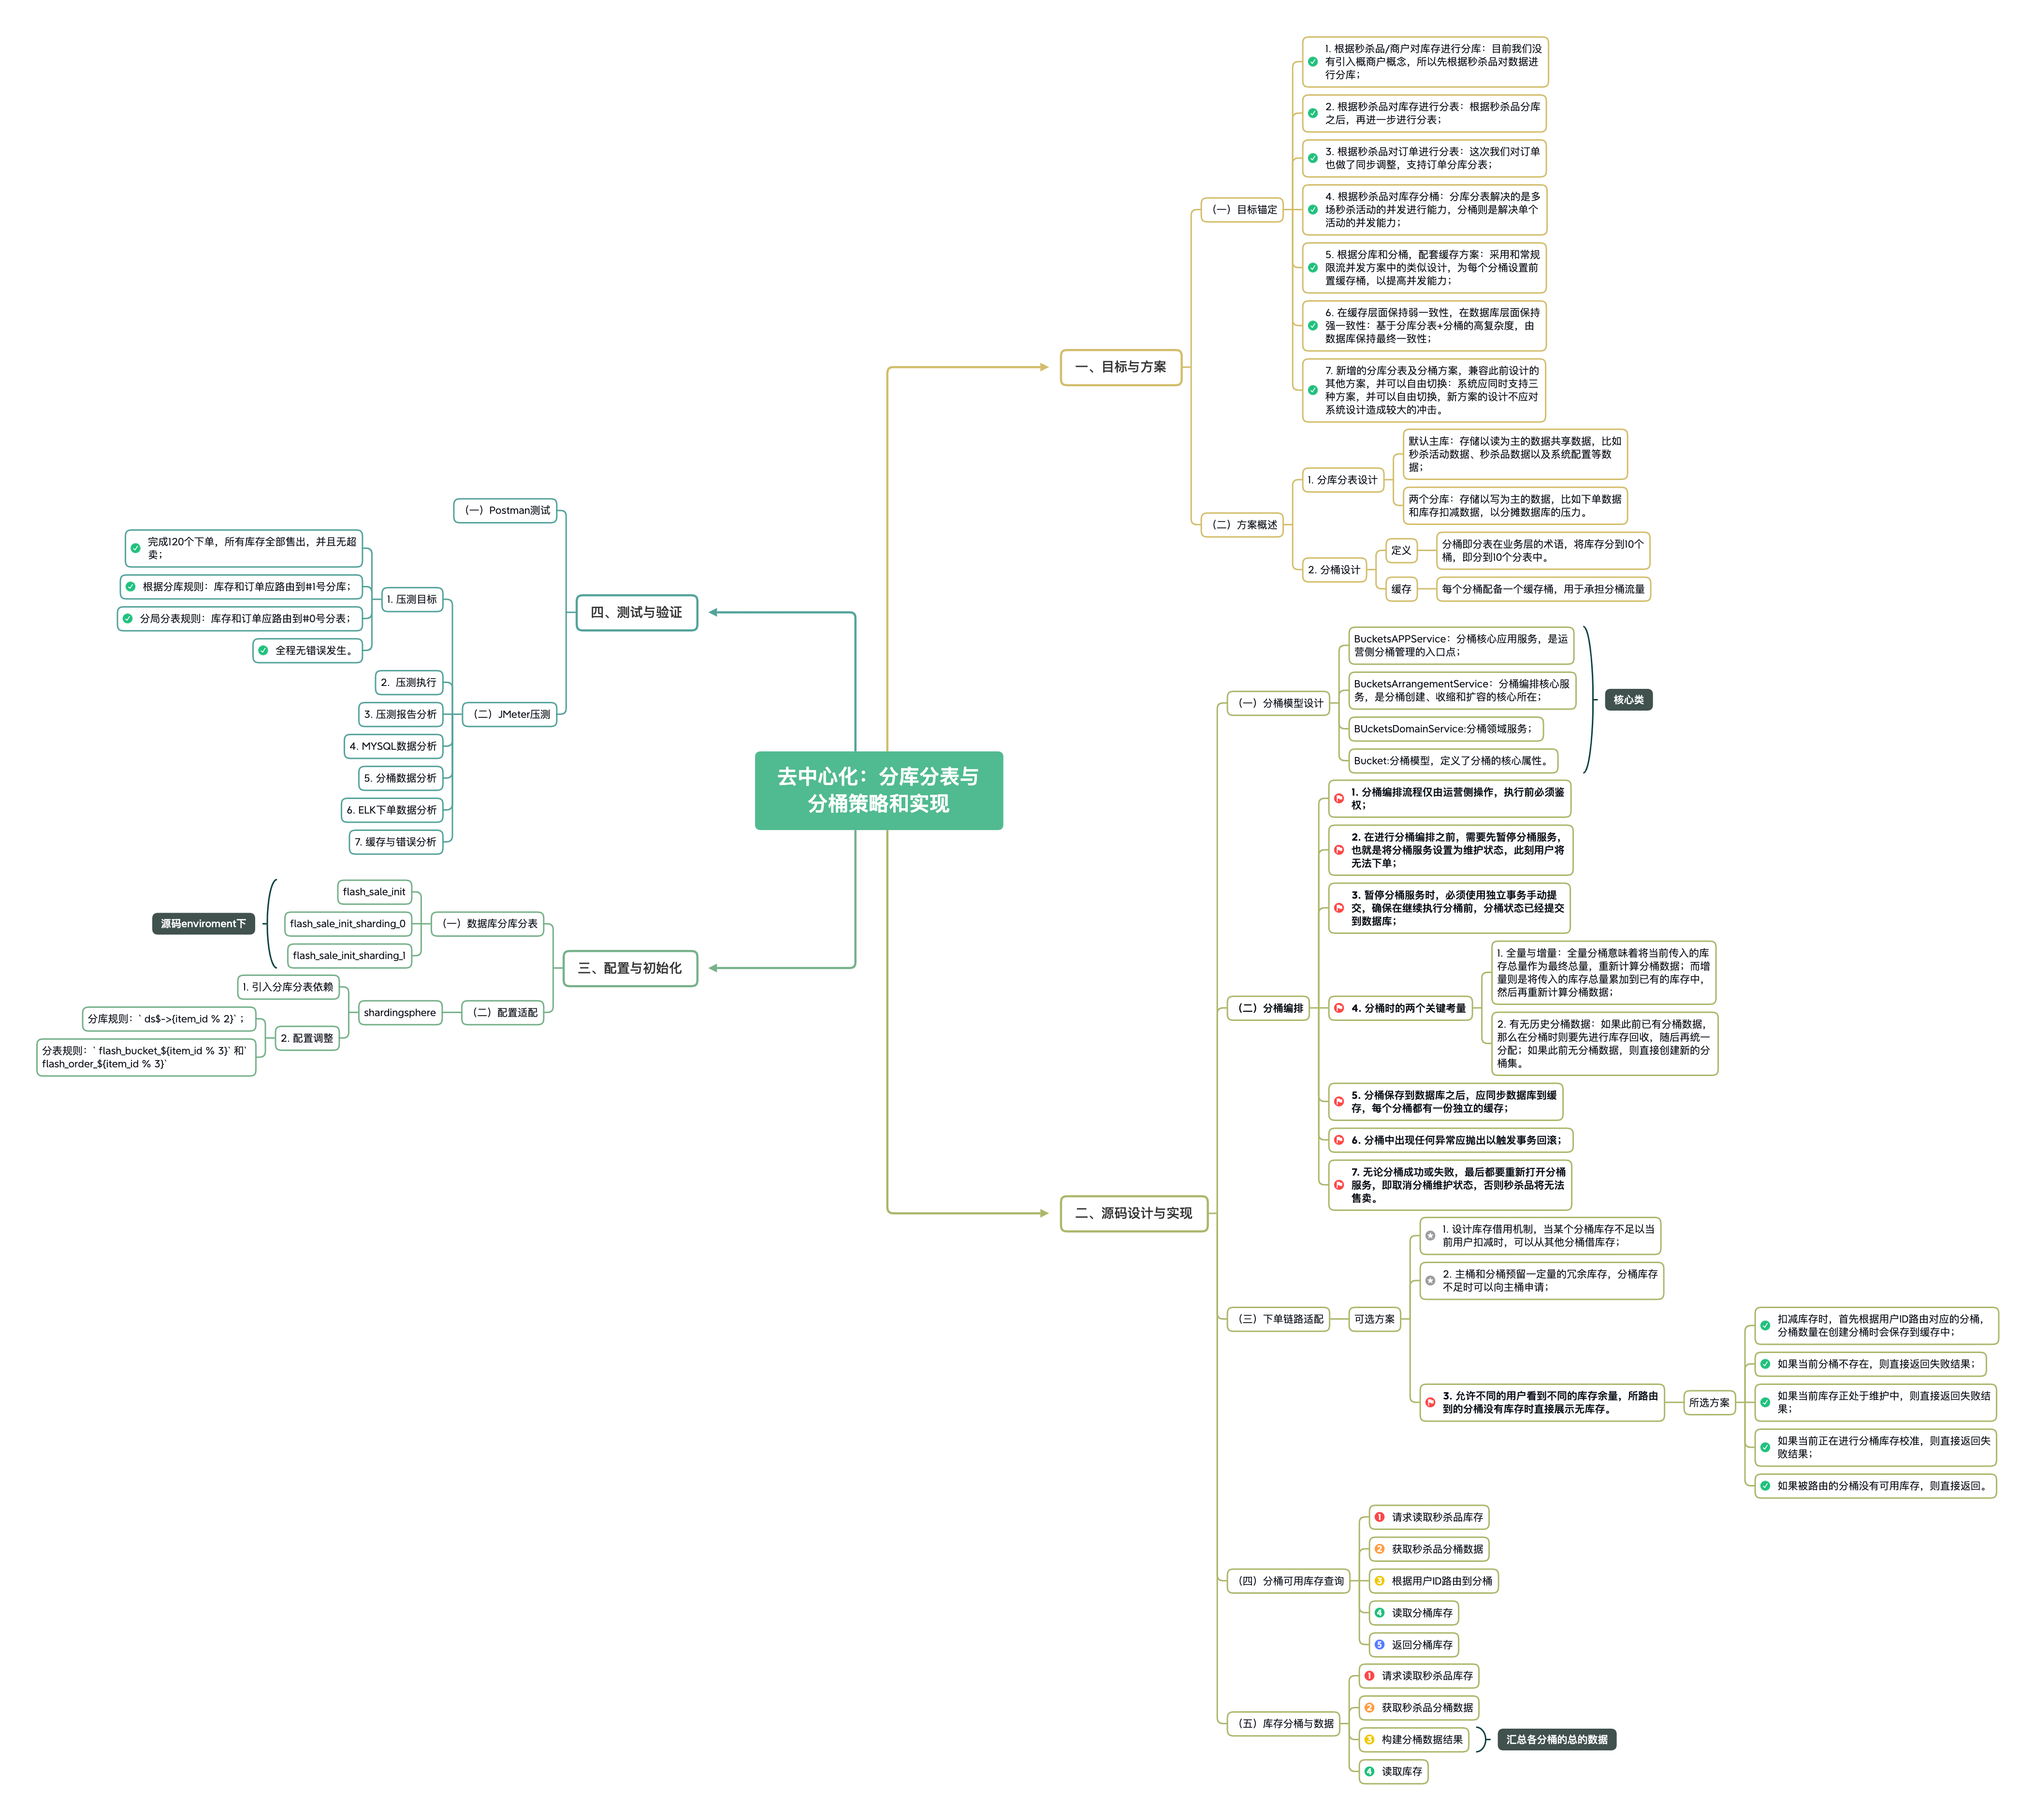 去中心化：分库分表与
分桶策略和实现
一、目标与方案
（一）目标锚定
1. 根据秒杀品/商户对库存进行分库：目前我们没
有引入概商户概念，所以先根据秒杀品对数据进
行分库；
2. 根据秒杀品对库存进行分表：根据秒杀品分库
之后，再进一步进行分表；
3. 根据秒杀品对订单进行分表：这次我们对订单
也做了同步调整，支持订单分库分表；
4. 根据秒杀品对库存分桶：分库分表解决的是多
场秒杀活动的并发进行能力，分桶则是解决单个
活动的并发能力；
5. 根据分库和分桶，配套缓存方案：采用和常规
限流并发方案中的类似设计，为每个分桶设置前
置缓存桶，以提高并发能力；
6. 在缓存层面保持弱一致性，在数据库层面保持
强一致性：基于分库分表+分桶的高复杂度，由
数据库保持最终一致性；
7. 新增的分库分表及分桶方案，兼容此前设计的
其他方案，并可以自由切换：系统应同时支持三
种方案，并可以自由切换，新方案的设计不应对
系统设计造成较大的冲击。
（二）方案概述
1. 分库分表设计
默认主库：存储以读为主的数据共享数据，比如
秒杀活动数据、秒杀品数据以及系统配置等数
据；
两个分库：存储以写为主的数据，比如下单数据
和库存扣减数据，以分摊数据库的压力。
2. 分桶设计
定义
分桶即分表在业务层的术语，将库存分到10个
桶，即分到10个分表中。
缓存
每个分桶配备一个缓存桶，用于承担分桶流量
二、源码设计与实现
（一）分桶模型设计
BucketsAPPService：分桶核心应用服务，是运
营侧分桶管理的入口点；
BucketsArrangementService：分桶编排核心服
务，是分桶创建、收缩和扩容的核心所在；
BUcketsDomainService:分桶领域服务；
Bucket:分桶模型，定义了分桶的核心属性。
核心类
（二）分桶编排
1. 分桶编排流程仅由运营侧操作，执行前必须鉴
权；
2. 在进行分桶编排之前，需要先暂停分桶服务，
也就是将分桶服务设置为维护状态，此刻用户将
无法下单；
3. 暂停分桶服务时，必须使用独立事务手动提
交，确保在继续执行分桶前，分桶状态已经提交
到数据库；
4. 分桶时的两个关键考量
1. 全量与增量：全量分桶意味着将当前传入的库
存总量作为最终总量，重新计算分桶数据；而增
量则是将传入的库存总量累加到已有的库存中，
然后再重新计算分桶数据；
2. 有无历史分桶数据：如果此前已有分桶数据，
那么在分桶时则要先进行库存回收，随后再统一
分配；如果此前无分桶数据，则直接创建新的分
桶集。
5. 分桶保存到数据库之后，应同步数据库到缓
存，每个分桶都有一份独立的缓存；
6. 分桶中出现任何异常应抛出以触发事务回滚；
7. 无论分桶成功或失败，最后都要重新打开分桶
服务，即取消分桶维护状态，否则秒杀品将无法
售卖。
（三）下单链路适配
可选方案
1. 设计库存借用机制，当某个分桶库存不足以当
前用户扣减时，可以从其他分桶借库存；
2. 主桶和分桶预留一定量的冗余库存，分桶库存
不足时可以向主桶申请；
3. 允许不同的用户看到不同的库存余量，所路由
到的分桶没有库存时直接展示无库存。
所选方案
扣减库存时，首先根据用户ID路由对应的分桶，
分桶数量在创建分桶时会保存到缓存中；
如果当前分桶不存在，则直接返回失败结果；
如果当前库存正处于维护中，则直接返回失败结
果；
如果当前正在进行分桶库存校准，则直接返回失
败结果；
如果被路由的分桶没有可用库存，则直接返回。
（四）分桶可用库存查询
1 请求读取秒杀品库存
2 获取秒杀品分桶数据
3 根据用户ID路由到分桶
4 读取分桶库存
5 返回分桶库存
（五）库存分桶与数据
1 请求读取秒杀品库存
2 获取秒杀品分桶数据
3 构建分桶数据结果
汇总各分桶的总的数据
4 读取库存
三、配置与初始化
（一）数据库分库分表
flash_sale_init
flash_sale_init_sharding_0
flash_sale_init_sharding_1
源码enviroment下
（二）配置适配
shardingsphere
1. 引入分库分表依赖
2. 配置调整
分库规则：` ds$->{item_id % 2}` ；
分表规则：` flash_bucket_${item_id % 3}` 和`
flash_order_${item_id % 3}`
四、测试与验证
（一）Postman测试
（二）JMeter压测
1. 压测目标
完成120个下单，所有库存全部售出，并且无超
卖；
根据分库规则：库存和订单应路由到#1号分库；
分局分表规则：库存和订单应路由到#0号分表；
全程无错误发生。
2. 压测执行
3. 压测报告分析
4. MYSQL数据分析
5. 分桶数据分析
6. ELK下单数据分析
7. 缓存与错误分析